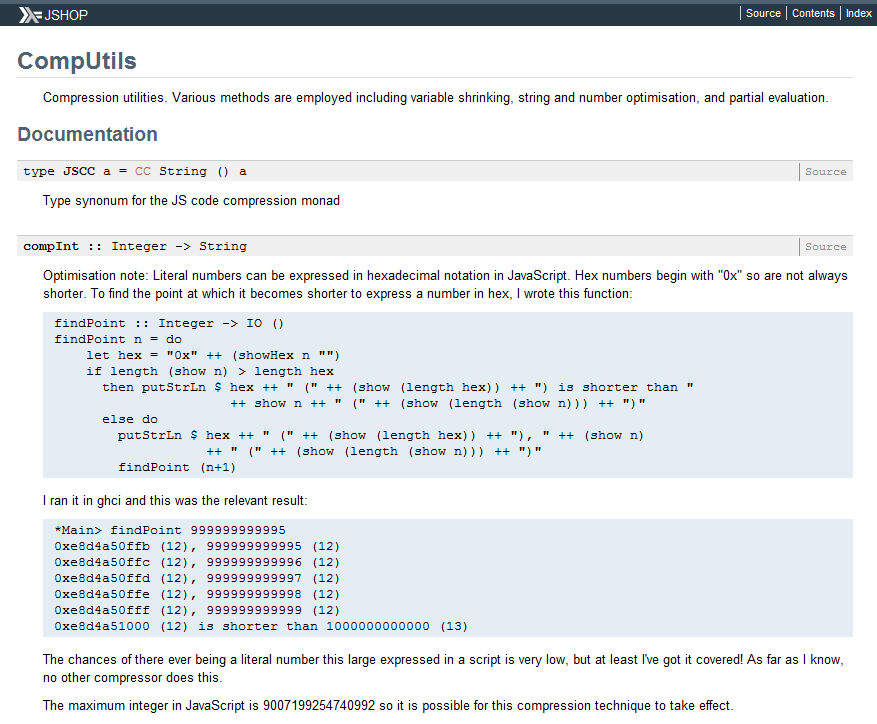 JSHOP
Source | Contents | Index
CompUtils
Compression utilities. Various methods are employed including variable shrinking, string and number optimisation, and partial evaluation.
Documentation
type JSCC a = CC String () a
Source
Type synonum for the JS code compression monad
compInt :: Integer -> String
Source
Optimisation note: Literal numbers can be expressed in hexadecimal notation in JavaScript. Hex numbers begin with "0x" so are not always
shorter. To find the point at which it becomes shorter to express a number in hex, I wrote this function:
findPoint :: Integer -> IO ()
findPoint n = do
    let hex = "0x" ++ (showHex n "")
    if length (show n) > length hex
      then putStrLn $ hex ++ " (" ++ (show (length hex)) ++ ") is shorter than "
                      ++ show n ++ " (" ++ (show (length (show n))) ++ ")"
      else do
        putStrLn $ hex ++ " (" ++ (show (length hex)) ++ "), " ++ (show n)
                   ++ " (" ++ (show (length (show n))) ++ ")"
        findPoint (n+1)
I ran it in ghci and this was the relevant result:
*Main> findPoint 999999999995
0xe8d4a50ffb (12), 999999999995 (12)
0xe8d4a50ffc (12), 999999999996 (12)
0xe8d4a50ffd (12), 999999999997 (12)
0xe8d4a50ffe (12), 999999999998 (12)
0xe8d4a50fff (12), 999999999999 (12)
0xe8d4a51000 (12) is shorter than 1000000000000 (13)
The chances of there ever being a literal number this large expressed in a script is very low, but at least I've got it covered! As far as I know,
no other compressor does this.
The maximum integer in JavaScript is 9007199254740992 so it is possible for this compression technique to take effect.